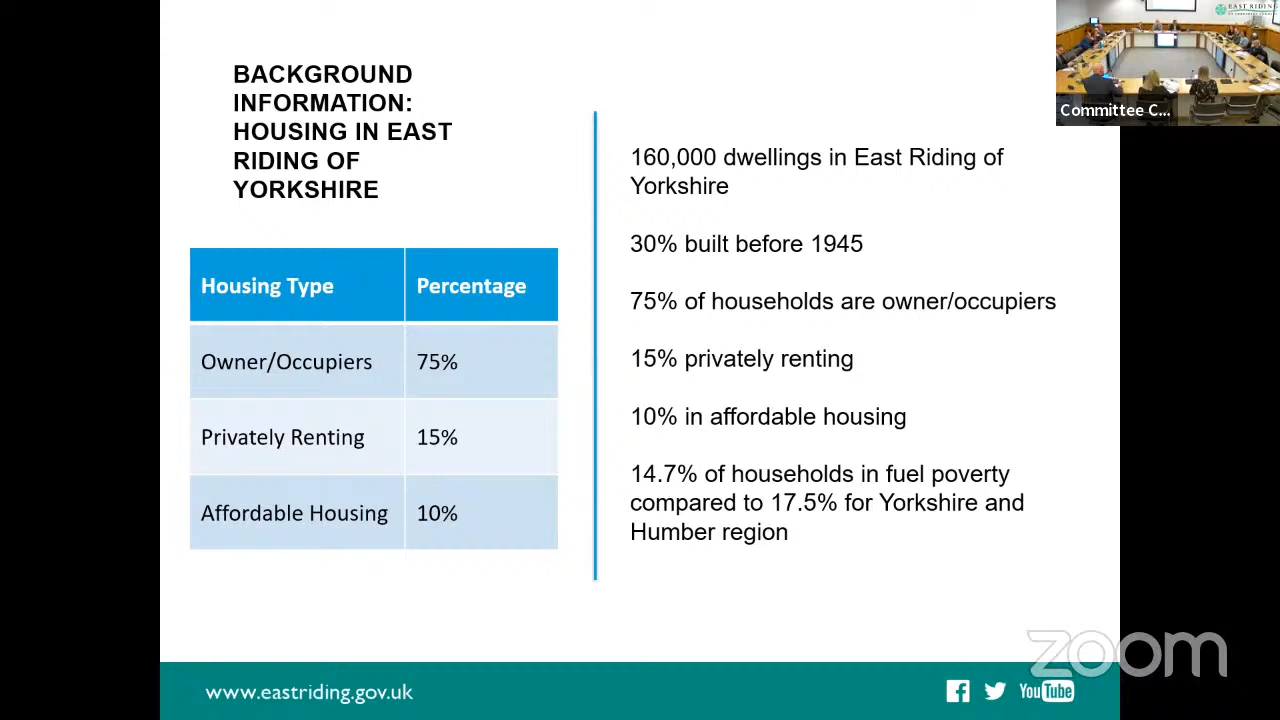 BACKGROUND
INFORMATION:
HOUSING IN EAST
RIDING OF
YORKSHIRE
Housing Type Percentage
Owner/Occupiers 75%
Privately Renting 15%
Affordable Housing 10%
160,000 dwellings in East Riding of
Yorkshire
30% built before 1945
75% of households are owner/occupiers
15% privately renting
10% in affordable housing
14.7% of households in fuel poverty
compared to 17.5% for Yorkshire and
Humber region
EAST RIDING
Committee C...
zoom
www.eastriding.gov.uk
YouTube